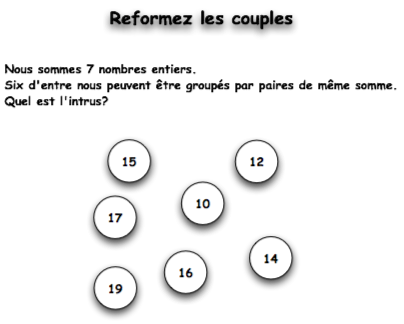 Reformez les couples
Nous sommes 7 nombres entiers.
Six d'entre nous peuvent être groupés par paires de même somme.
Quel est l'intrus?
15
12
17
10
14
16
19